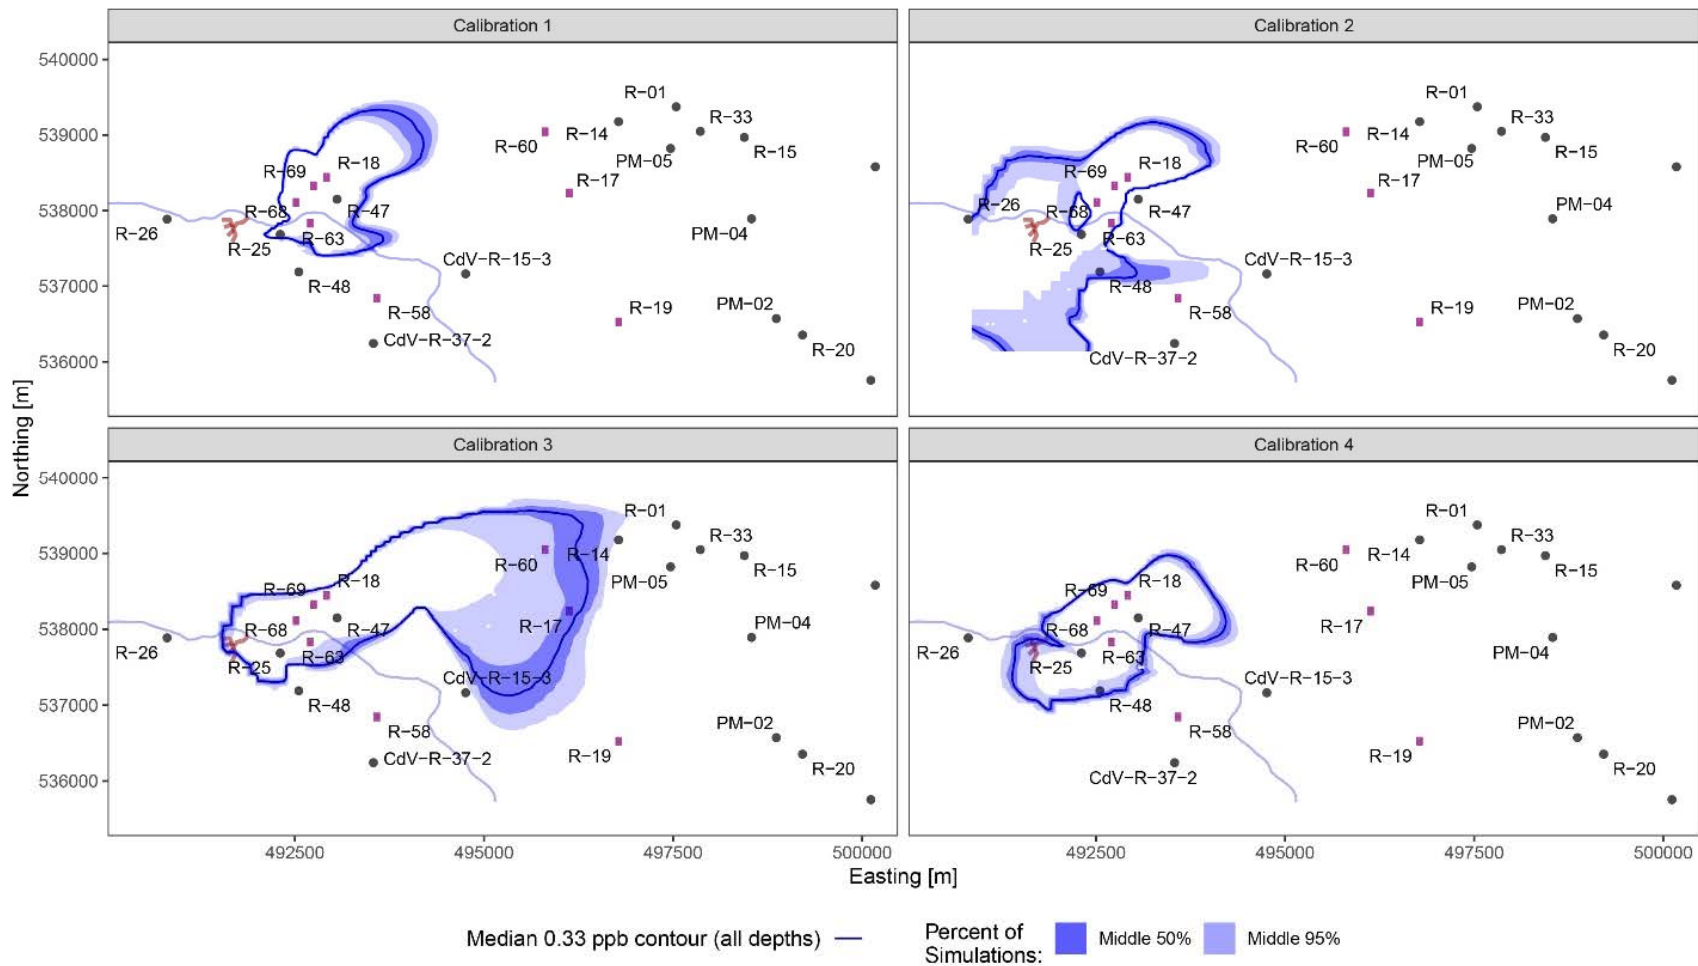 Calibration 1
Calibration 2
540000
539000
538000
537000
536000
R−01
R−14
R−33
R−60
R−15
PM−05
R−18
R−69
R−17
R−68
R−47
R−26
R−63
R−25
PM−04
CdV−R−15−3
R−48
R−58
R−19
PM−02
CdV−R−37−2
R−20
R−01
R−14
R−33
R−60
R−15
PM−05
R−18
R−69
R−17
R−26
R−68
R−47
PM−04
R−63
R−25
CdV−R−15−3
R−48
R−58
R−19
PM−02
CdV−R−37−2
R−20
Northing [m]
Calibration 3
Calibration 4
540000
539000
538000
537000
536000
R−01
R−33
R−14
R−60
R−15
PM−05
R−18
R−69
R−17
R−68
R−47
PM−04
R−26
R−63
R−25
CdV−R−15−3
R−48
R−58
PM−02
R−19
CdV−R−37−2
R−20
R−01
R−33
R−14
R−60
R−15
PM−05
R−18
R−69
R−17
R−68
R−47
R−26
R−63
R−25
PM−04
CdV−R−15−3
R−48
R−58
PM−02
R−19
CdV−R−37−2
R−20
492500 495000 497500 500000
492500 495000 497500 500000
Easting [m]
Median 0.33 ppb contour (all depths)
Percent of
Simulations:
Middle 50%
Middle 95%